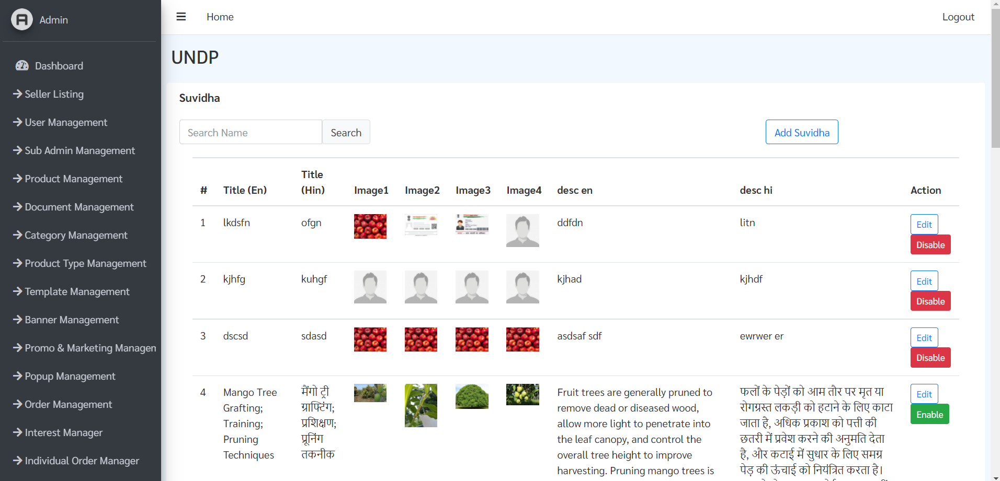 Admin
Home
Logout
Dashboard
Seller Listing
User Management
Sub Admin Management
Product Management
Document Management
Category Management
Product Type Management
Template Management
Banner Management
Promo & Marketing Managen
Popup Management
Order Management
Interest Manager
Individual Order Manager
UNDP
Suvidha
Search Name
Search
Add Suvidha
# Title (En) Title (Hin) Image1 Image2 Image3 Image4 desc en desc hi Action
1 lkdsfn ofgn ddfdn litn Edit
Disable
2 kjhfg kuhgf kjhad kjhdf Edit
Disable
3 dscsd sdasd asdsaf sdf ewrwer er Edit
Disable
4
Mango Tree
Grafting;
Training;
Pruning
Techniques
मैंगो ट्री
ग्राफ्टिंग;
प्रशिक्षण;
प्रूनिंग
तकनीक
Fruit trees are generally pruned to
remove dead or diseased wood,
allow more light to penetrate into
the leaf canopy, and control the
overall tree height to improve
harvesting. Pruning mango trees is
फलों के पेड़ों को आम तौर पर मृत या
रोगग्रस्त लकड़ी को हटाने के लिए काटा
जाता है, अधिक प्रकाश को पत्ती की
छतरी में प्रवेश करने की अनुमति देता
है, और कटाई में सुधार के लिए समग्र
पेड़ की ऊंचाई को नियंत्रित करता है।
Edit
Enable